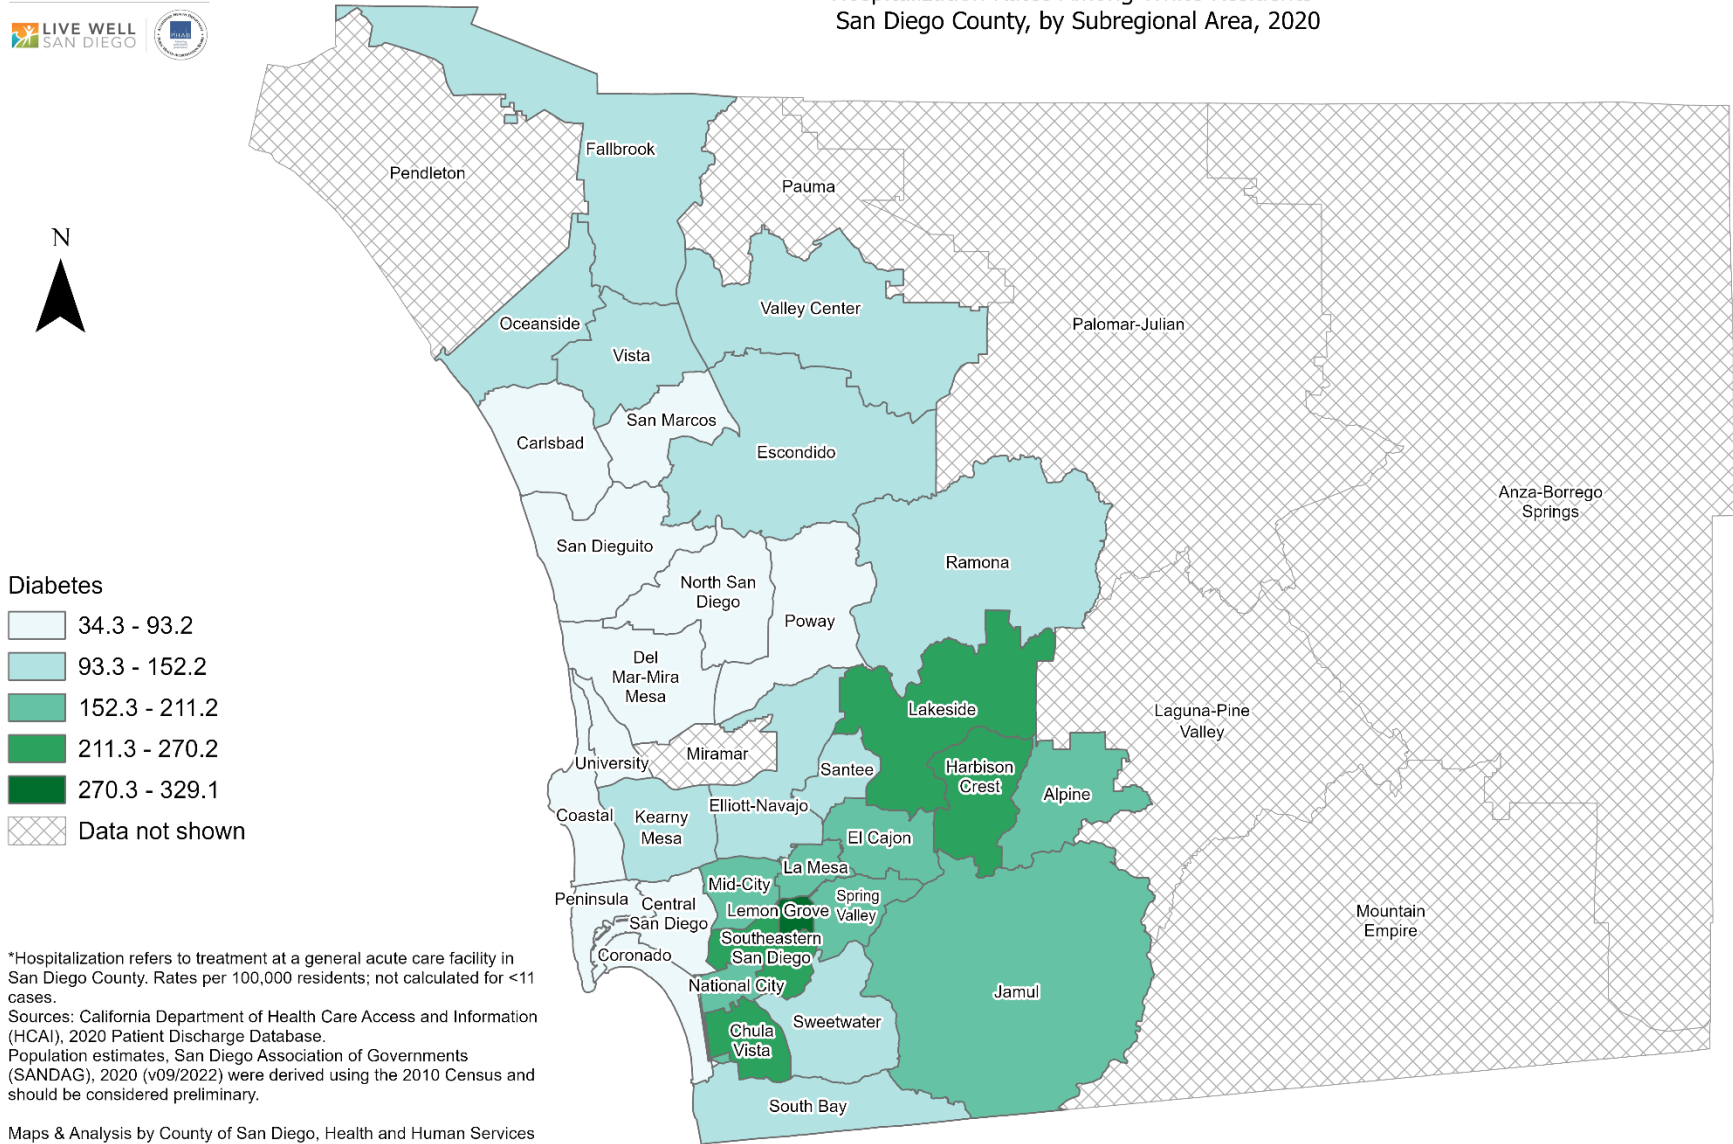 LIVE WELL
SAN DIEGO
PHAB
Hospitalization Rates Among White Residents
San Diego County, by Subregional Area, 2020
Fallbrook
Pendleton
Pauma
N
Valley Center
Oceanside
Palomar-Julian
Vista
San Marcos
Carlsbad
Escondido
Anza-Borrego
Springs
San Dieguito
Ramona
North San
Diego
Poway
Del
Mar-Mira
Mesa
Lakeside
Laguna-Pine
Valley
Miramar
University
Santee
Harbison
Crest
Alpine
Elliott-Navajo
Coastal
Kearny
Mesa
El Cajon
La Mesa
Mid-City
Spring
Valley
Peninsula
Central
San Diego
Lemon Grove
Mountain
Empire
Southeastern
San Diego
Coronado
National City
Jamul
Sweetwater
Chula
Vista
South Bay
Diabetes
34.3 - 93.2
93.3 - 152.2
152.3 - 211.2
211.3 - 270.2
270.3 - 329.1
Data not shown
*Hospitalization refers to treatment at a general acute care facility in
San Diego County. Rates per 100,000 residents; not calculated for <11
cases.
Sources: California Department of Health Care Access and Information
(HCAI), 2020 Patient Discharge Database.
Population estimates, San Diego Association of Governments
(SANDAG), 2020 (v09/2022) were derived using the 2010 Census and
should be considered preliminary.
Maps & Analysis by County of San Diego, Health and Human Services